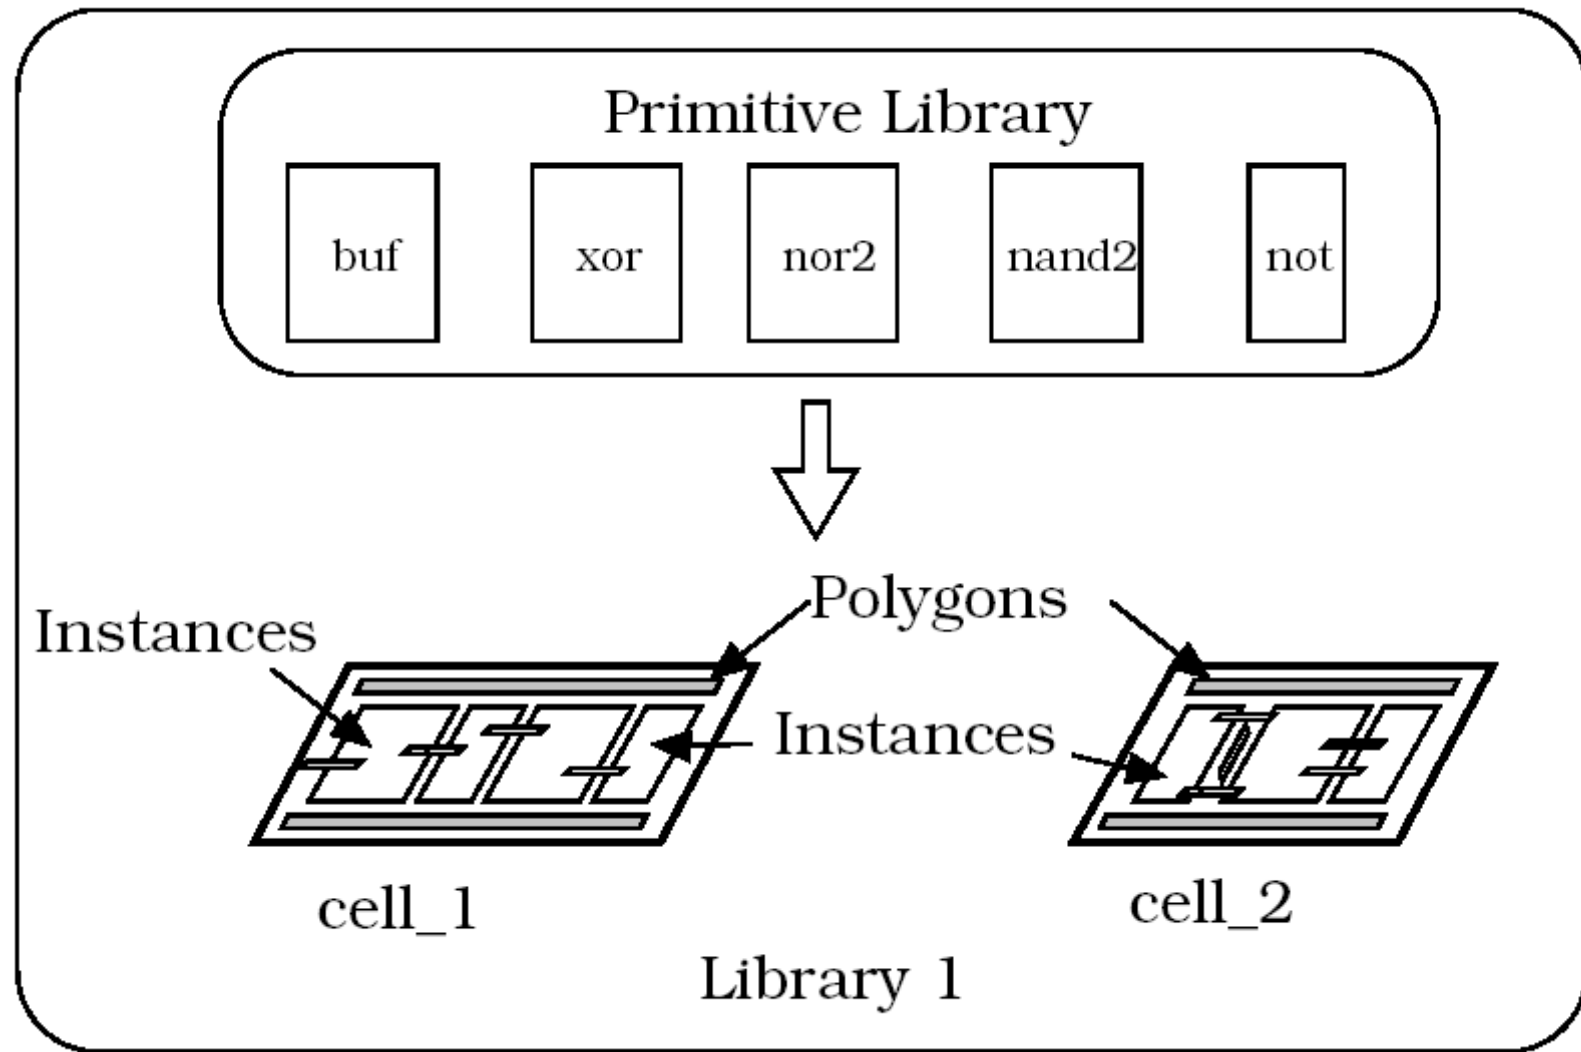 Primitive Library
buf
xor
nor2
nand2
not
Polygons
Instances
Instances
cell_1
cell_2
Library 1